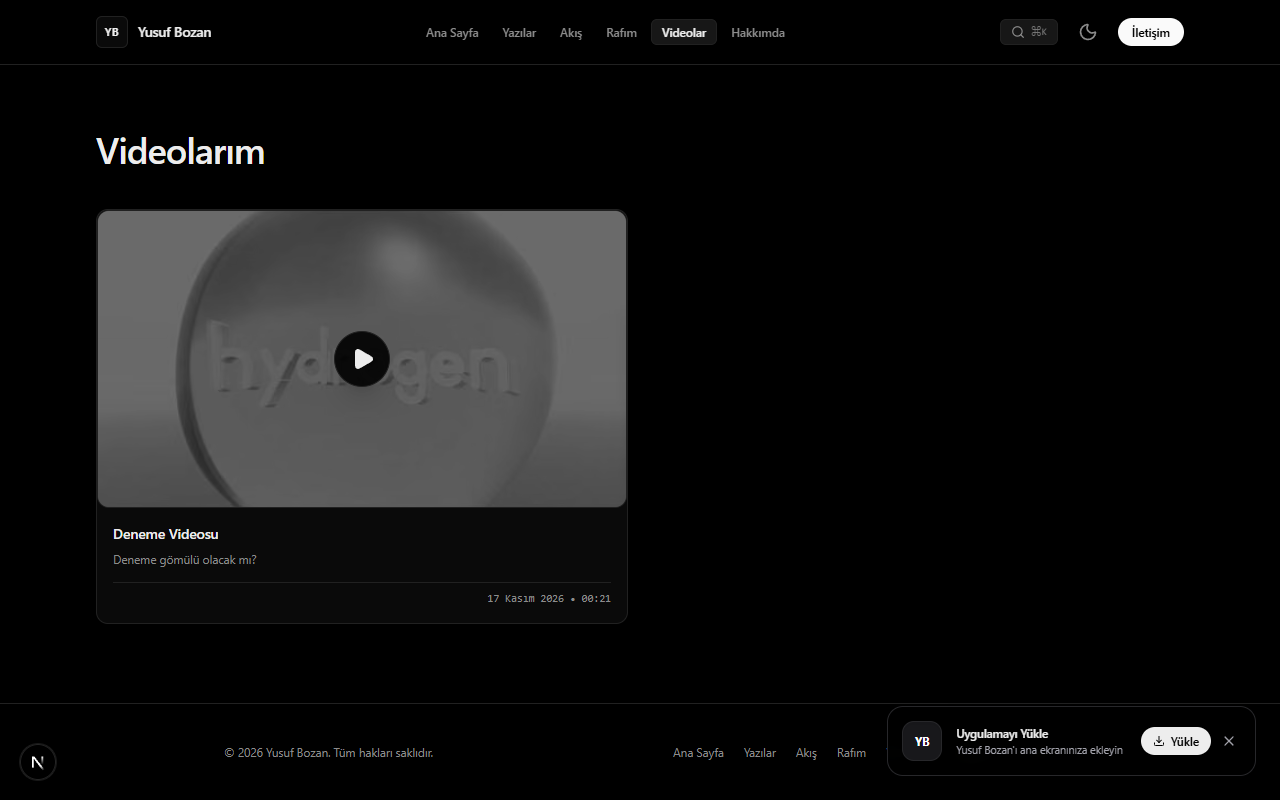 YB
Yusuf Bozan
Ana Sayfa
Yazılar
Akış
Rafım
Videolar
Hakkımda
⌘K
İletişim
Videolarım
hydrogen
Deneme Videosu
Deneme gömülü olacak mı?
17 Kasım 2026 • 00:21
© 2026 Yusuf Bozan. Tüm hakları saklıdır.
Ana Sayfa
Yazılar
Akış
Rafım
YB
Uygulamayı Yükle
Yusuf Bozan'ı ana ekranınıza ekleyin
Yükle
N